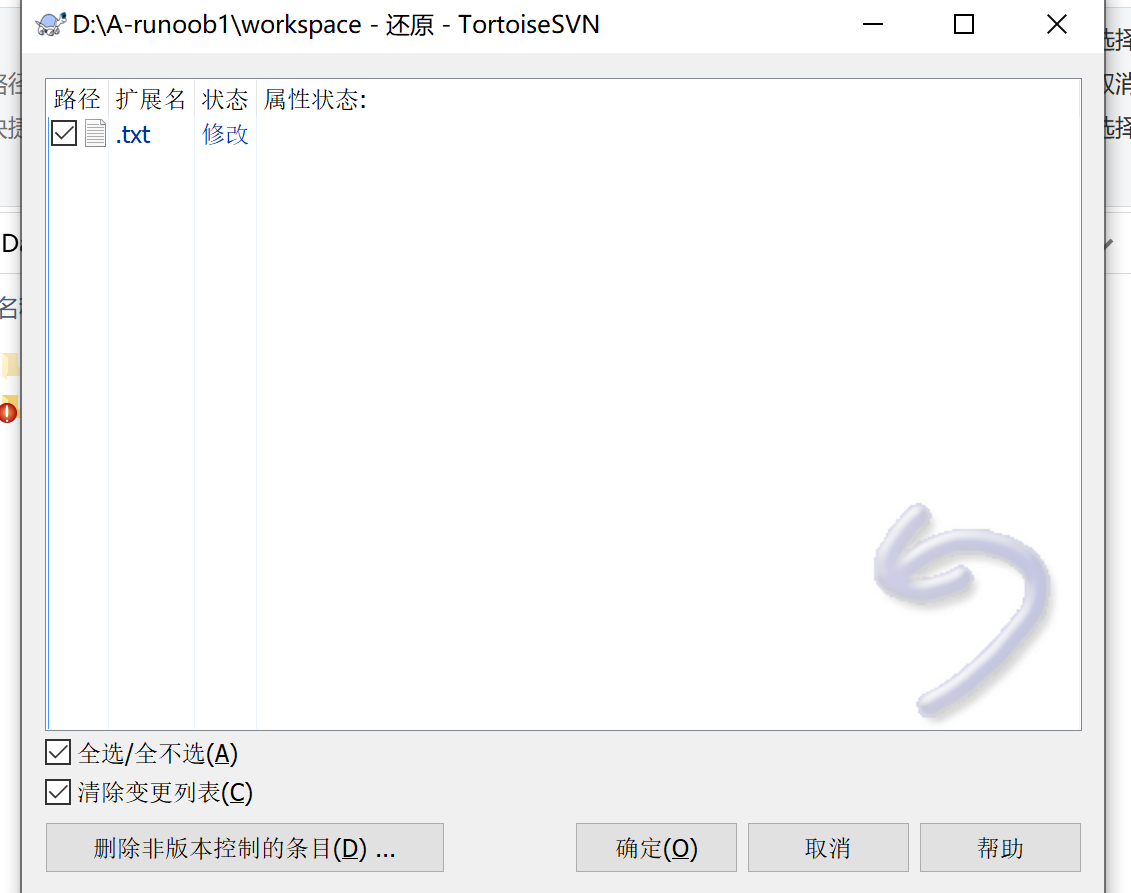 D:\A-runoob1\workspace - 还原 - TortoiseSVN
路径 扩展名 状态 属性状态:
.txt 修改
全选/全不选(A)
清除变更列表(C)
删除非版本控制的条目(D) ... 确定(O) 取消 帮助